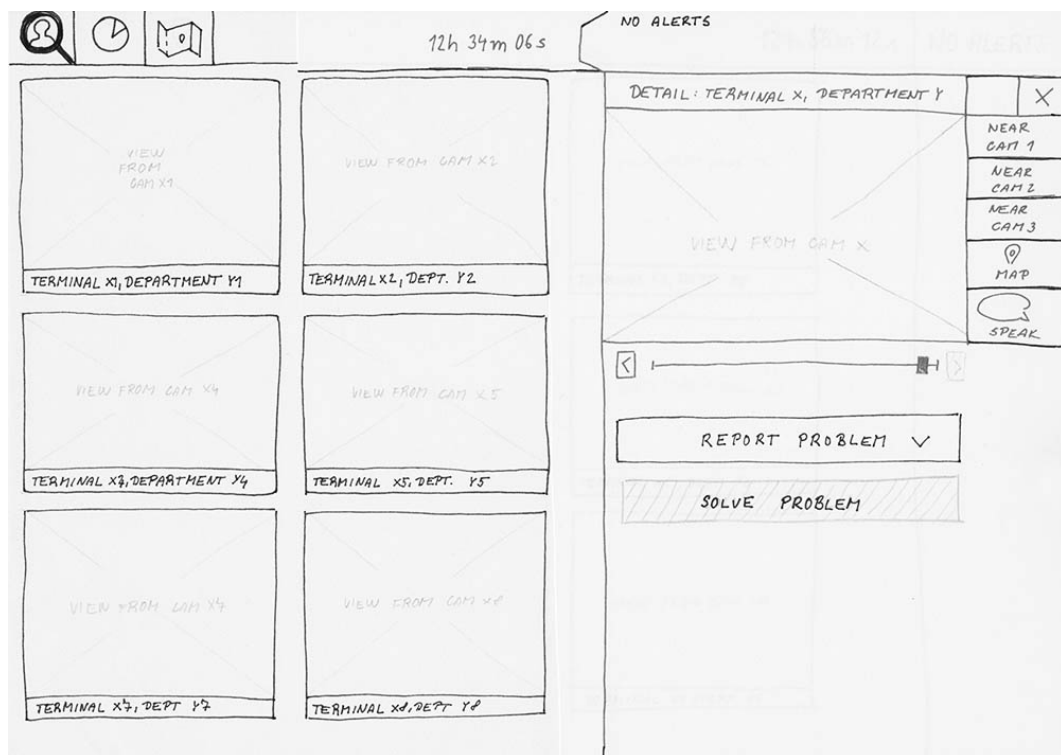 12h 34m 06s
NO ALERTS
VIEW
FROM
CAM X1
TERMINAL X1, DEPARTMENT Y1
VIEW FROM CAM X2
TERMINAL X2, DEPT. Y2
VIEW FROM CAM X4
DEPARTMENT Y4
VIEW FROM CAM X5
TERMINAL X5, DEPT. Y5
VIEW FROM CAM X7
TERMINAL X7, DEPT Y7
VIEW FROM CAM X8
TERMINAL X8, DEPT Y8
DETAIL: TERMINAL X, DEPARTMENT Y
X
VIEW FROM CAM X
NEAR
CAM 1
NEAR
CAM 2
NEAR
CAM 3
MAP
SPEAK
REPORT PROBLEM
SOLVE PROBLEM